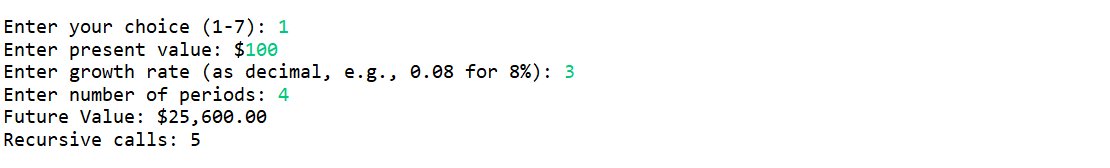 Enter your choice (1-7): 1
Enter present value: $100
Enter growth rate (as decimal, e.g., 0.08 for 8%): 3
Enter number of periods: 4
Future Value: $25,600.00
Recursive calls: 5